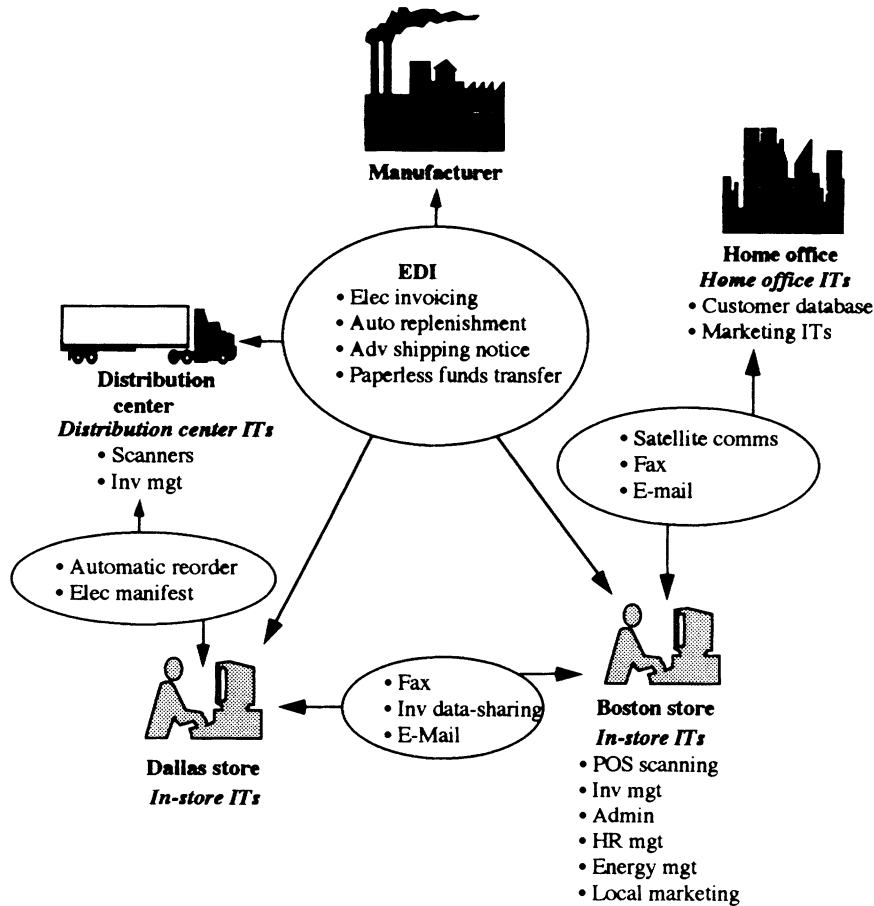 Manufacturer
EDI
• Elec invoicing
• Auto replenishment
• Adv shipping notice
• Paperless funds transfer
Home office
Home office ITs
• Customer database
• Marketing ITs
Distribution
center
Distribution center ITs
• Scanners
• Inv mgt
• Satellite comms
• Fax
• E-mail
• Automatic reorder
• Elec manifest
• Fax
• Inv data-sharing
• E-Mail
Dallas store
In-store ITs
Boston store
In-store ITs
• POS scanning
• Inv mgt
• Admin
• HR mgt
• Energy mgt
• Local marketing